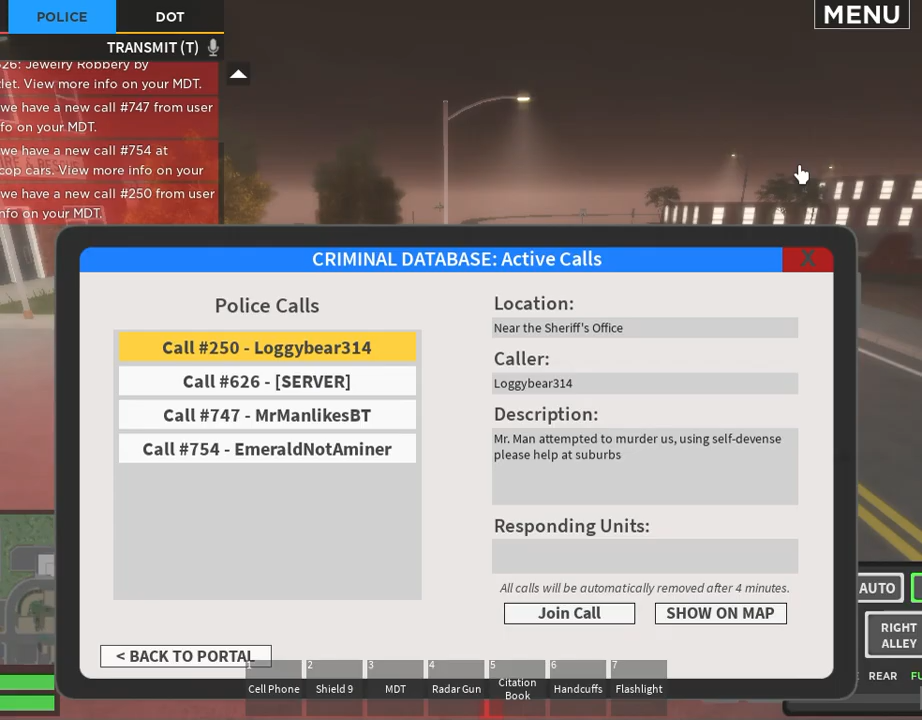 POLICE
DOT
MENU
TRANSMIT (T)
26: Jewelry Robbery by
let. View more info on your MDT.
we have a new call #747 from user
fo on your MDT.
we have a new call #754 at
cop cars. View more info on your
we have a new call #250 from user
nfo on your MDT.
CRIMINAL DATABASE: Active Calls
X
Police Calls
Call #250 - Loggybear314
Call #626 - [SERVER]
Call #747 - MrManlikesBT
Call #754 - EmeraldNotAminer
Location:
Near the Sheriff's Office
Caller:
Loggybear314
Description:
Mr. Man attempted to murder us, using self-devense
please help at suburbs
Responding Units:
All calls will be automatically removed after 4 minutes.
Join Call
SHOW ON MAP
< BACK TO PORTAL
1 Cell Phone
2 Shield 9
3 MDT
4 Radar Gun
5 Citation
Book
6 Handcuffs
7 Flashlight
AUTO
RIGHT
ALLEY
REAR
FU